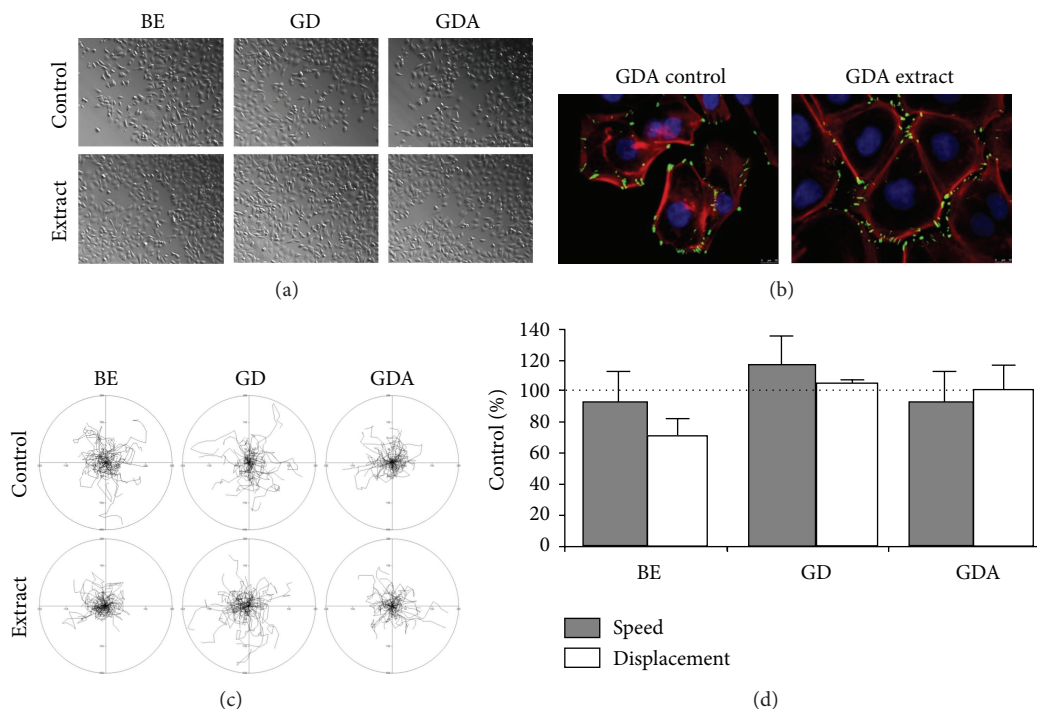 BE GD GDA
Control
Extract
(a)
GDA control GDA extract
(b)
BE GD GDA
Control
Extract
(c)
Control (%)
140
120
100
80
60
40
20
0
BE GD GDA
Speed
Displacement
(d)